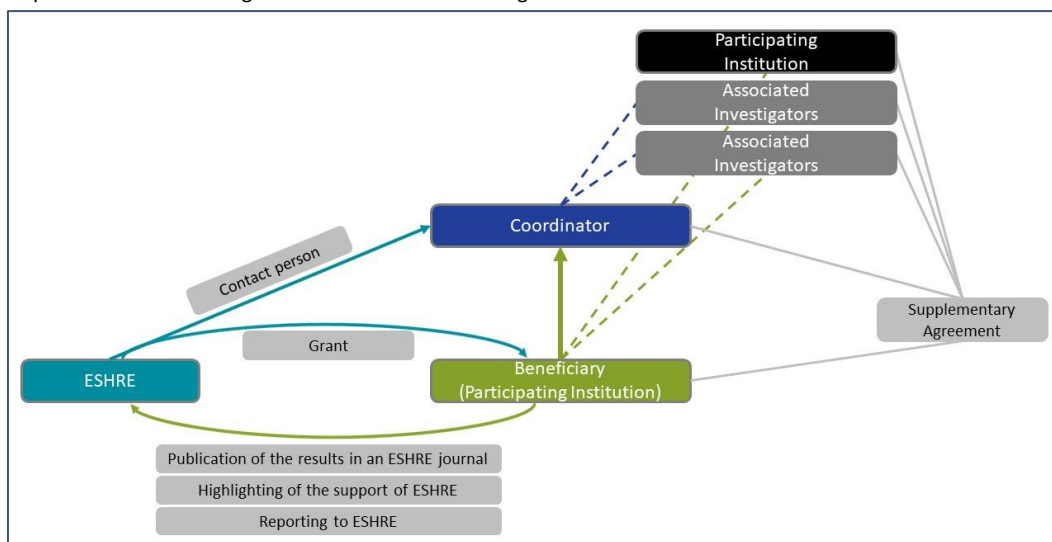 Participating
Institution
Associated
Investigators
Associated
Investigators
Coordinator
Contact person
Supplementary
Agreement
Grant
ESHRE
Beneficiary
(Participating Institution)
Publication of the results in an ESHRE journal
Highlighting of the support of ESHRE
Reporting to ESHRE